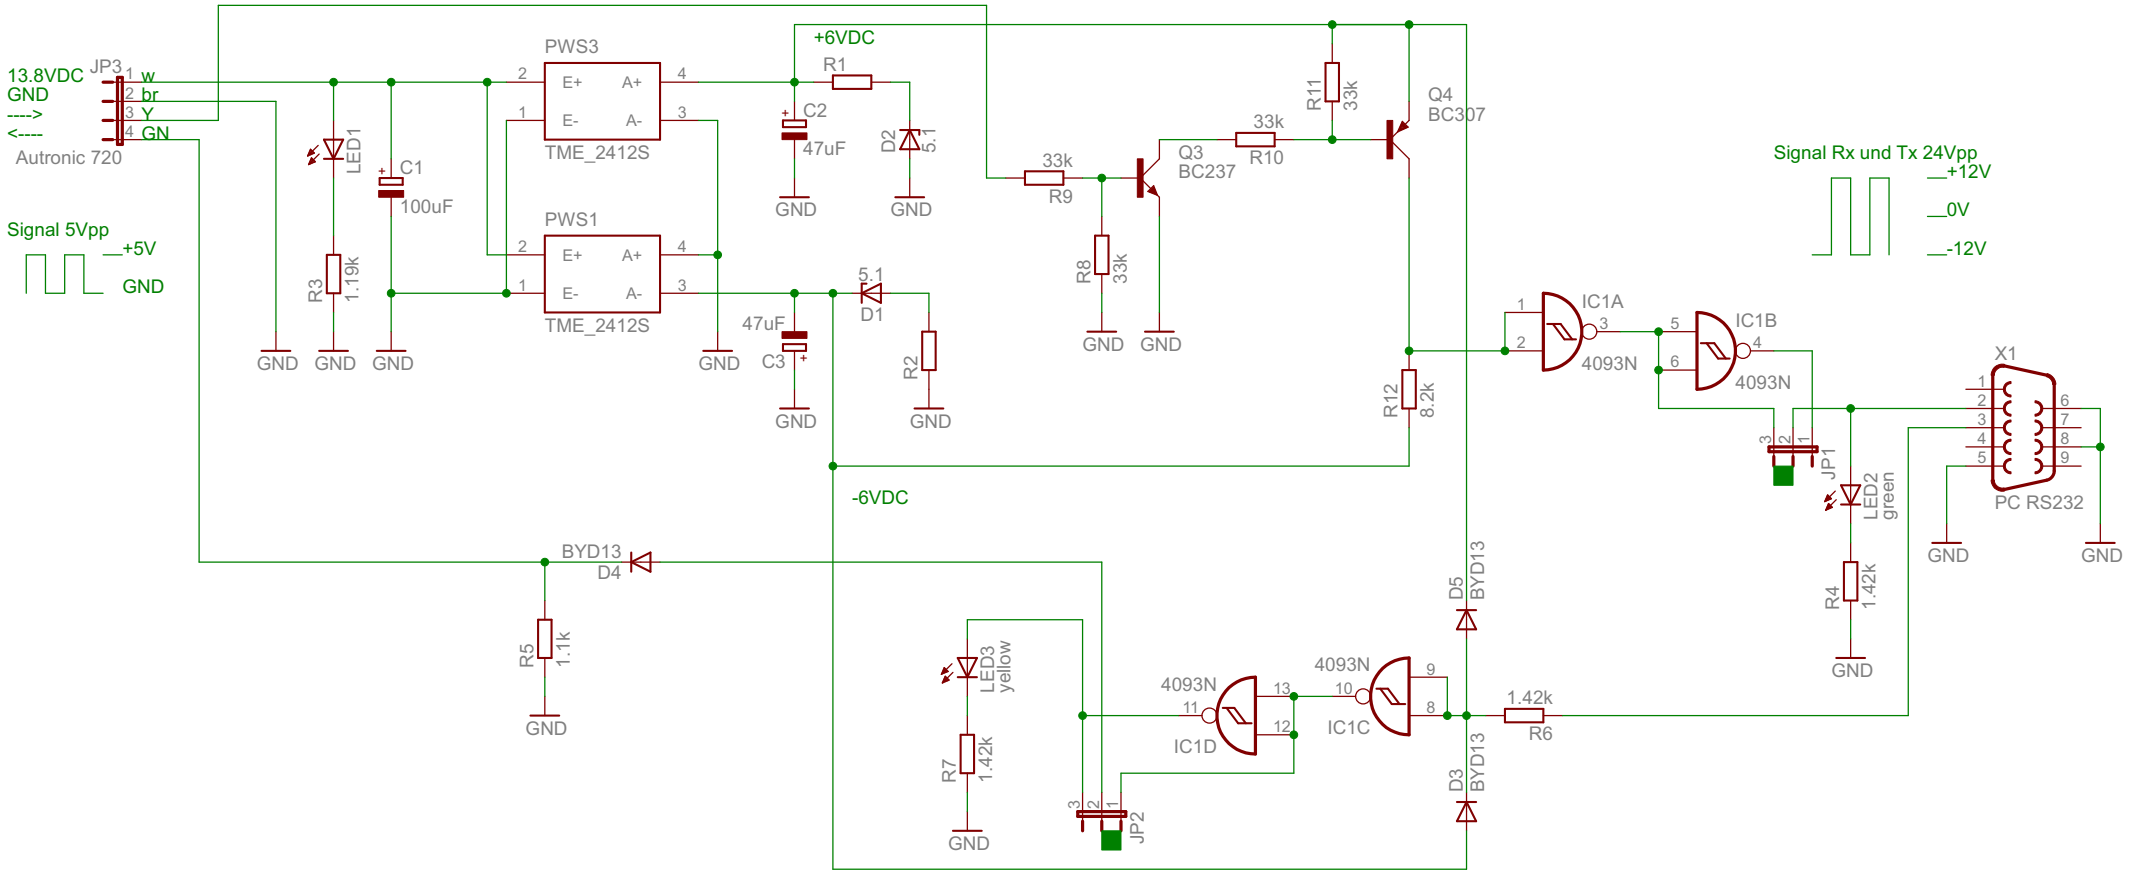 JP3
13.8VDC
GND
---->
<----
1 w
2 br
3 Y
4 GN
Autronic 720
Signal 5Vpp
+5V
GND
LED1
R3
1.19k
+
C1
100uF
GND
GND
GND
PWS3
2 E+ A+ 4
1 E- A- 3
TME_2412S
PWS1
2 E+ A+ 4
1 E- A- 3
TME_2412S
GND
+6VDC
R1
+
C2
47uF
GND
D2
5.1
GND
5.1
D1
47uF
C3
+
GND
R2
GND
-6VDC
33k
R9
R8
33k
GND
GND
Q3
BC237
33k
R10
R11
33k
Q4
BC307
R12
8.2k
1
2
3
IC1A
4093N
5
6
4
IC1B
4093N
Signal Rx und Tx 24Vpp
+12V
0V
-12V
3 2 1
JP1
LED2
green
R4
1.42k
GND
X1
1
2
3
4
5
6
7
8
9
PC RS232
GND
GND
BYD13
D4
R5
1.1k
GND
LED3
yellow
R7
1.42k
GND
3 2 1
JP2
4093N
11
13
12
IC1D
4093N
10
9
8
IC1C
D5
BYD13
D3
BYD13
1.42k
R6